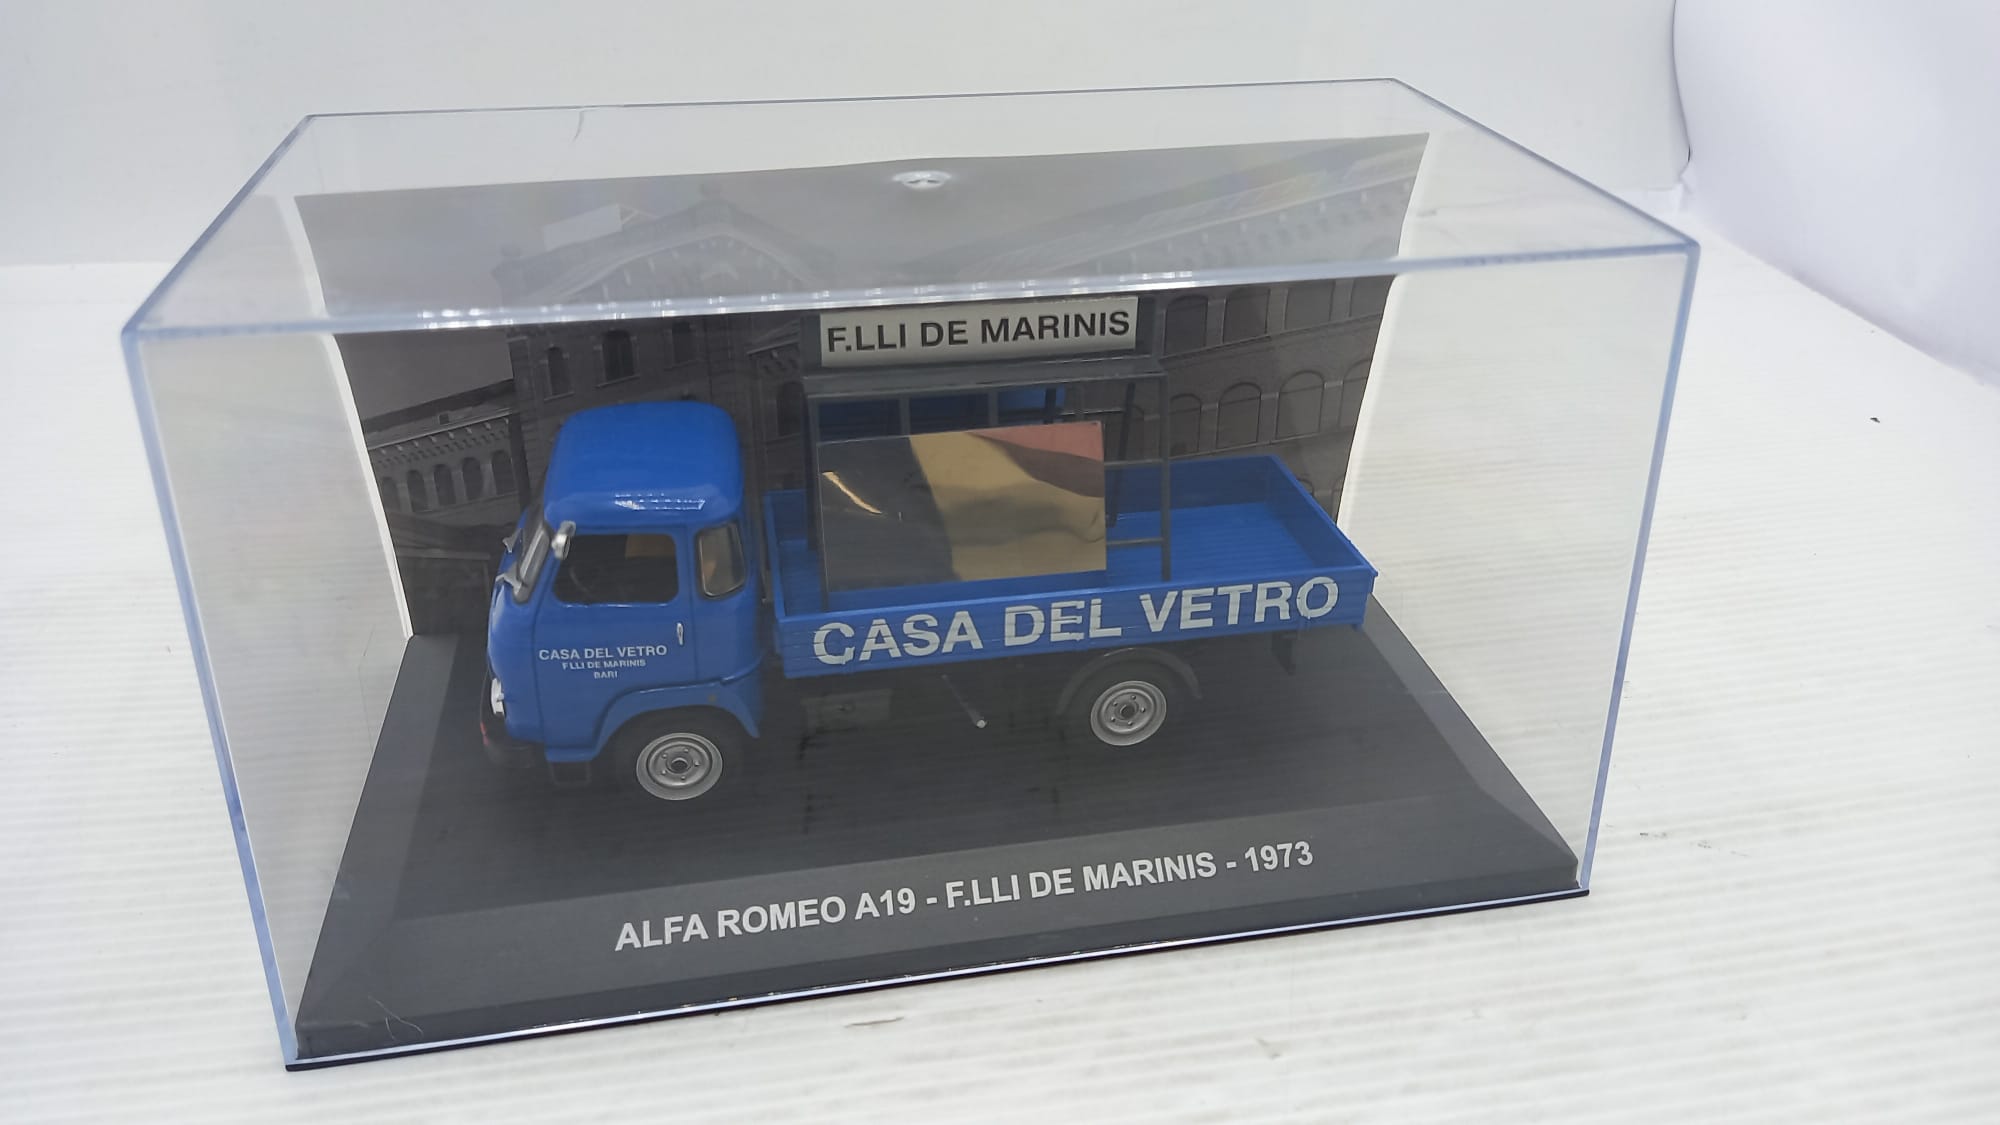 F.LLI DE MARINIS
CASA DEL VETRO
CASA DEL VETRO
F.LLI DE MARINIS
BARI
ALFA ROMEO A19 - F.LLI DE MARINIS - 1973